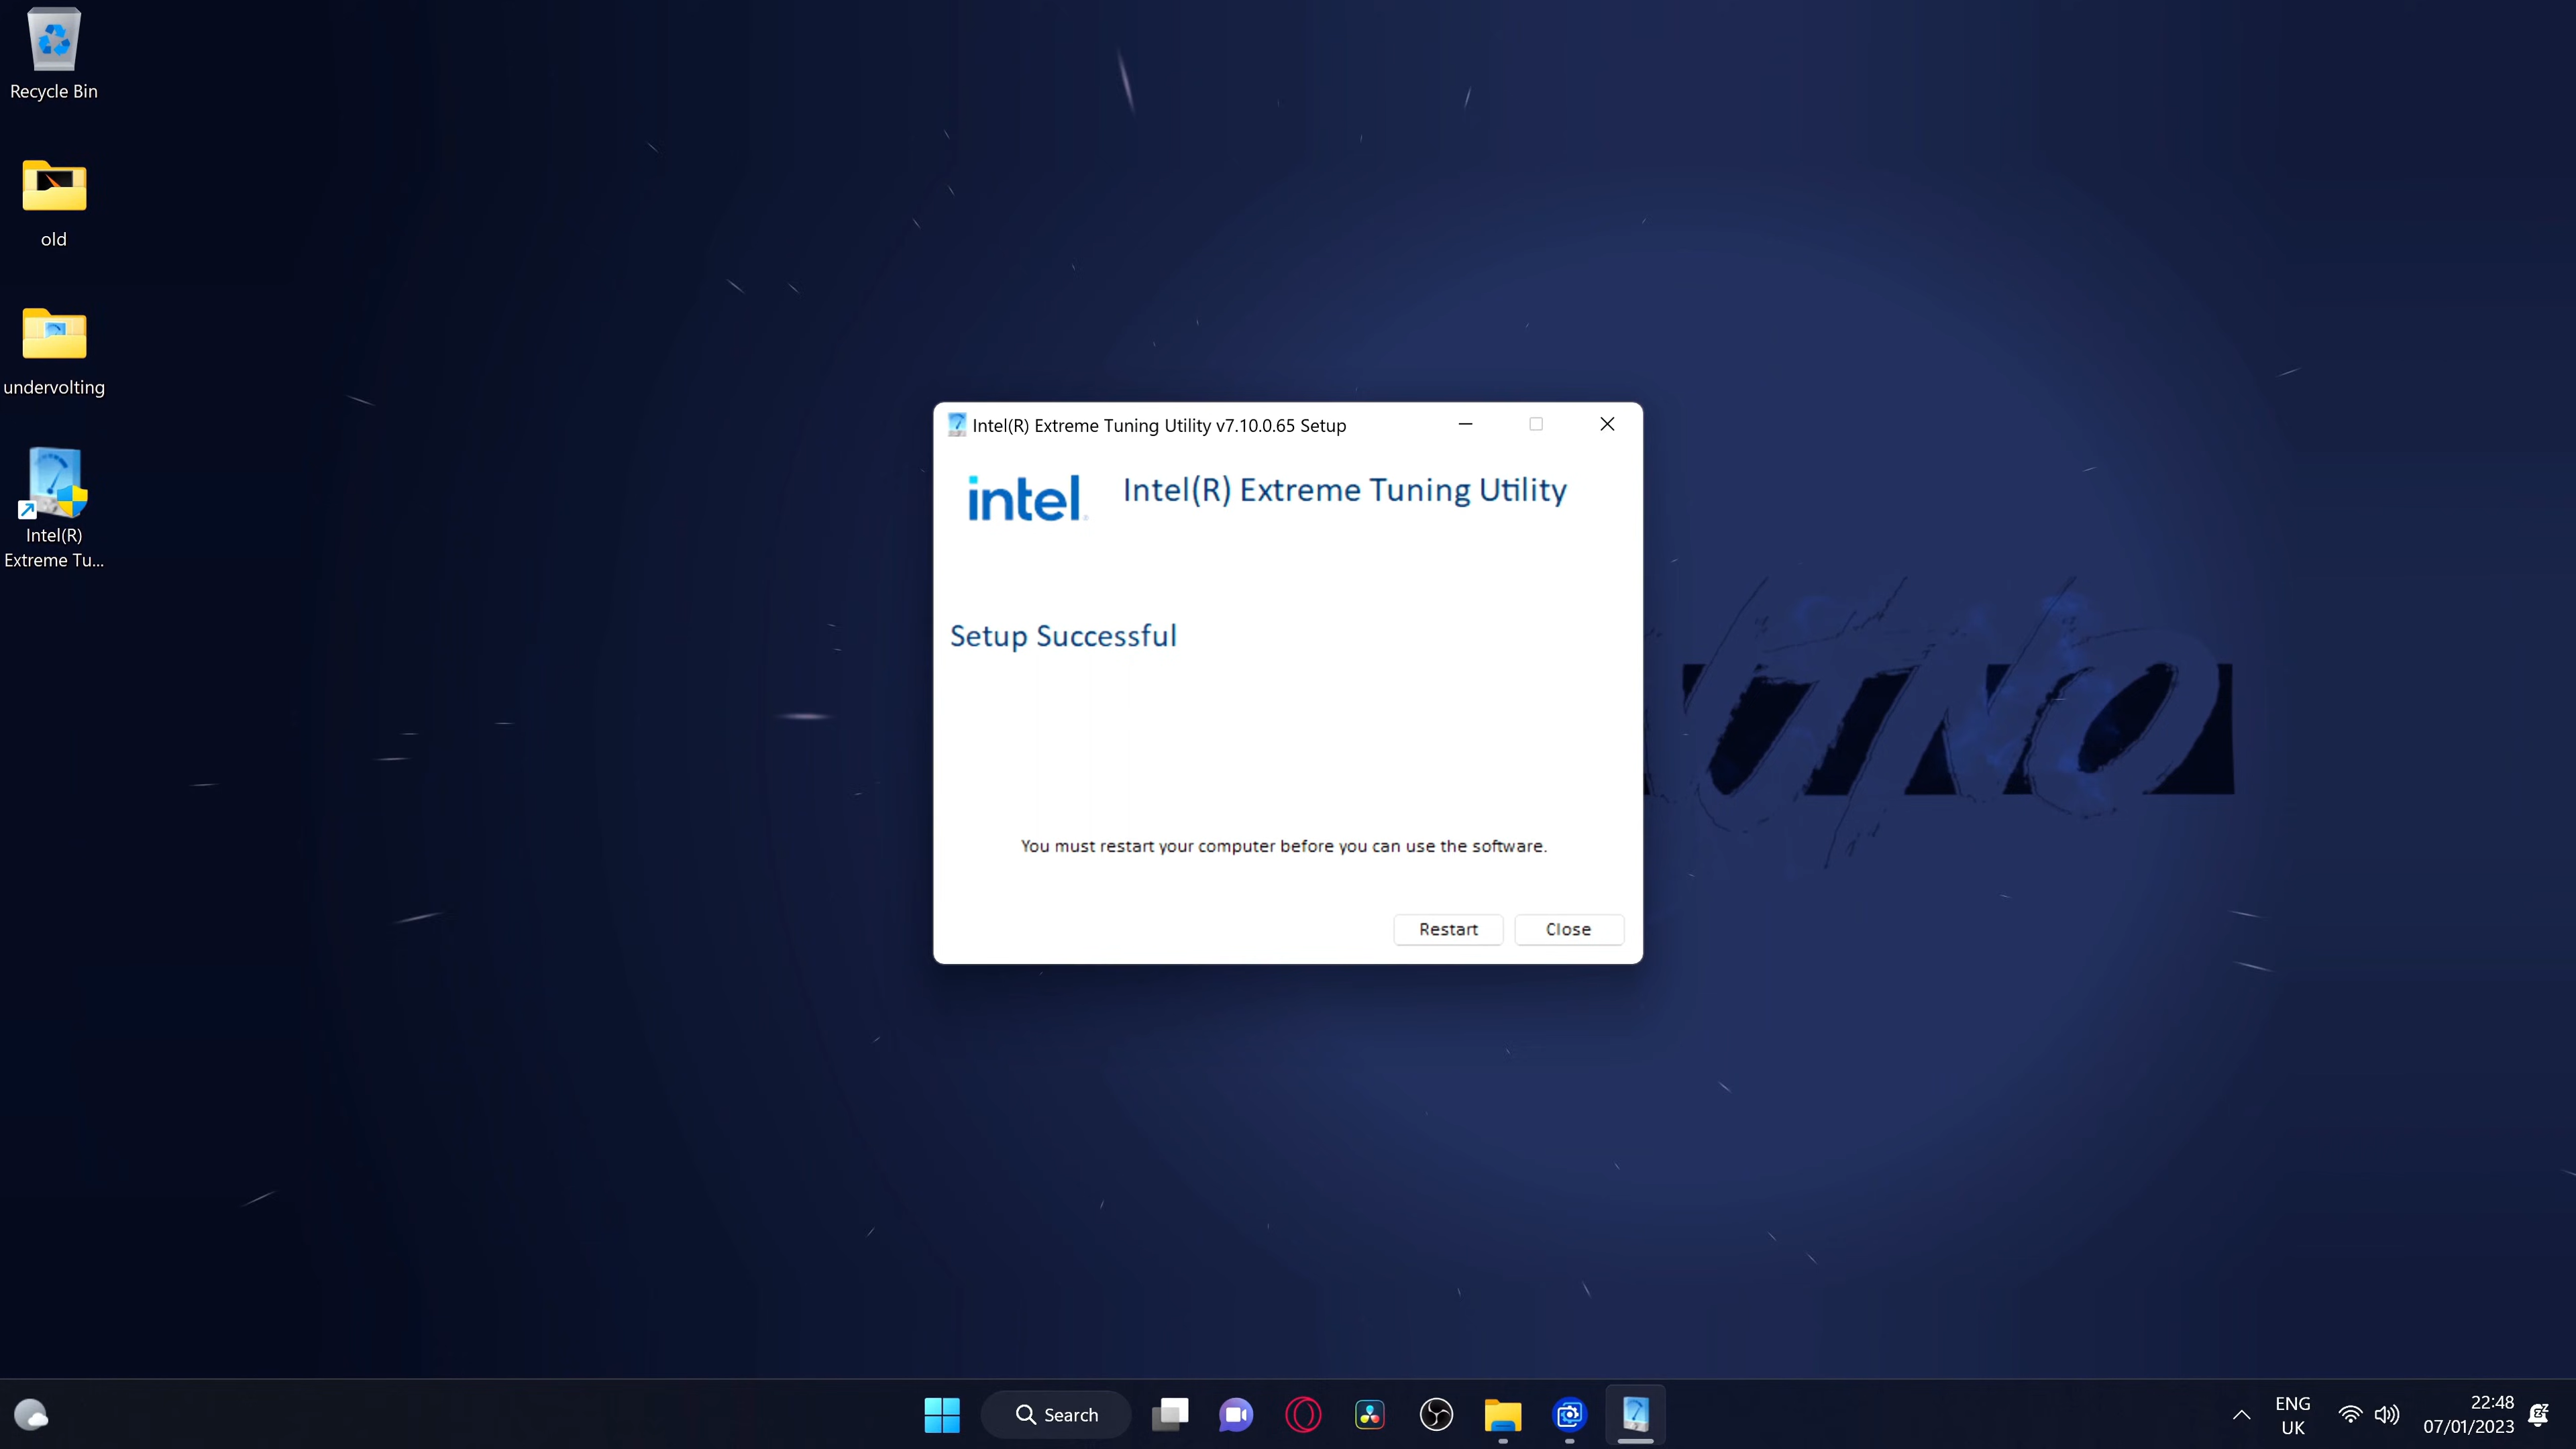 Recycle Bin
old
undervolting
Intel(R)
Extreme Tu...
Intel(R) Extreme Tuning Utility v7.10.0.65 Setup
intel
Intel(R) Extreme Tuning Utility
Setup Successful
You must restart your computer before you can use the software.
Restart
Close
Search
ENG
UK
22:48
07/01/2023